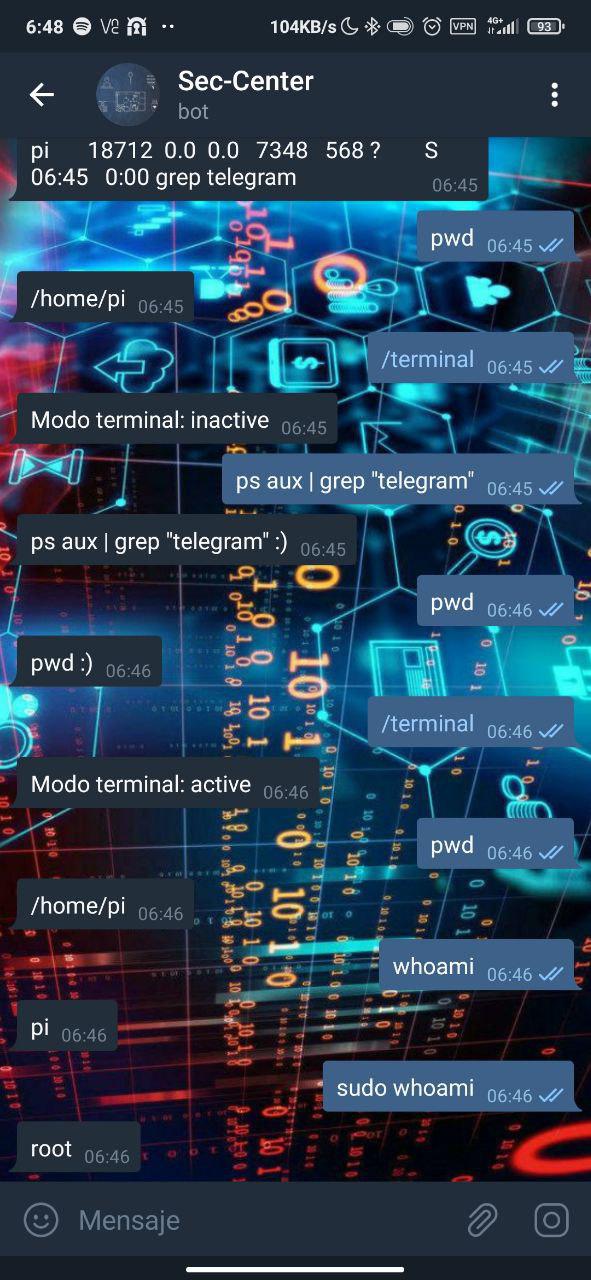 6:48
104KB/s
VPN
4G+
93
Sec-Center
bot
pi 18712 0.0 0.0 7348 568 ? S
06:45 0:00 grep telegram
06:45
pwd 06:45
/home/pi 06:45
/terminal 06:45
Modo terminal: inactive 06:45
ps aux | grep "telegram" 06:45
ps aux | grep "telegram" :) 06:45
pwd 06:46
pwd :) 06:46
/terminal 06:46
Modo terminal: active 06:46
pwd 06:46
/home/pi 06:46
whoami 06:46
pi 06:46
sudo whoami 06:46
root 06:46
Mensaje